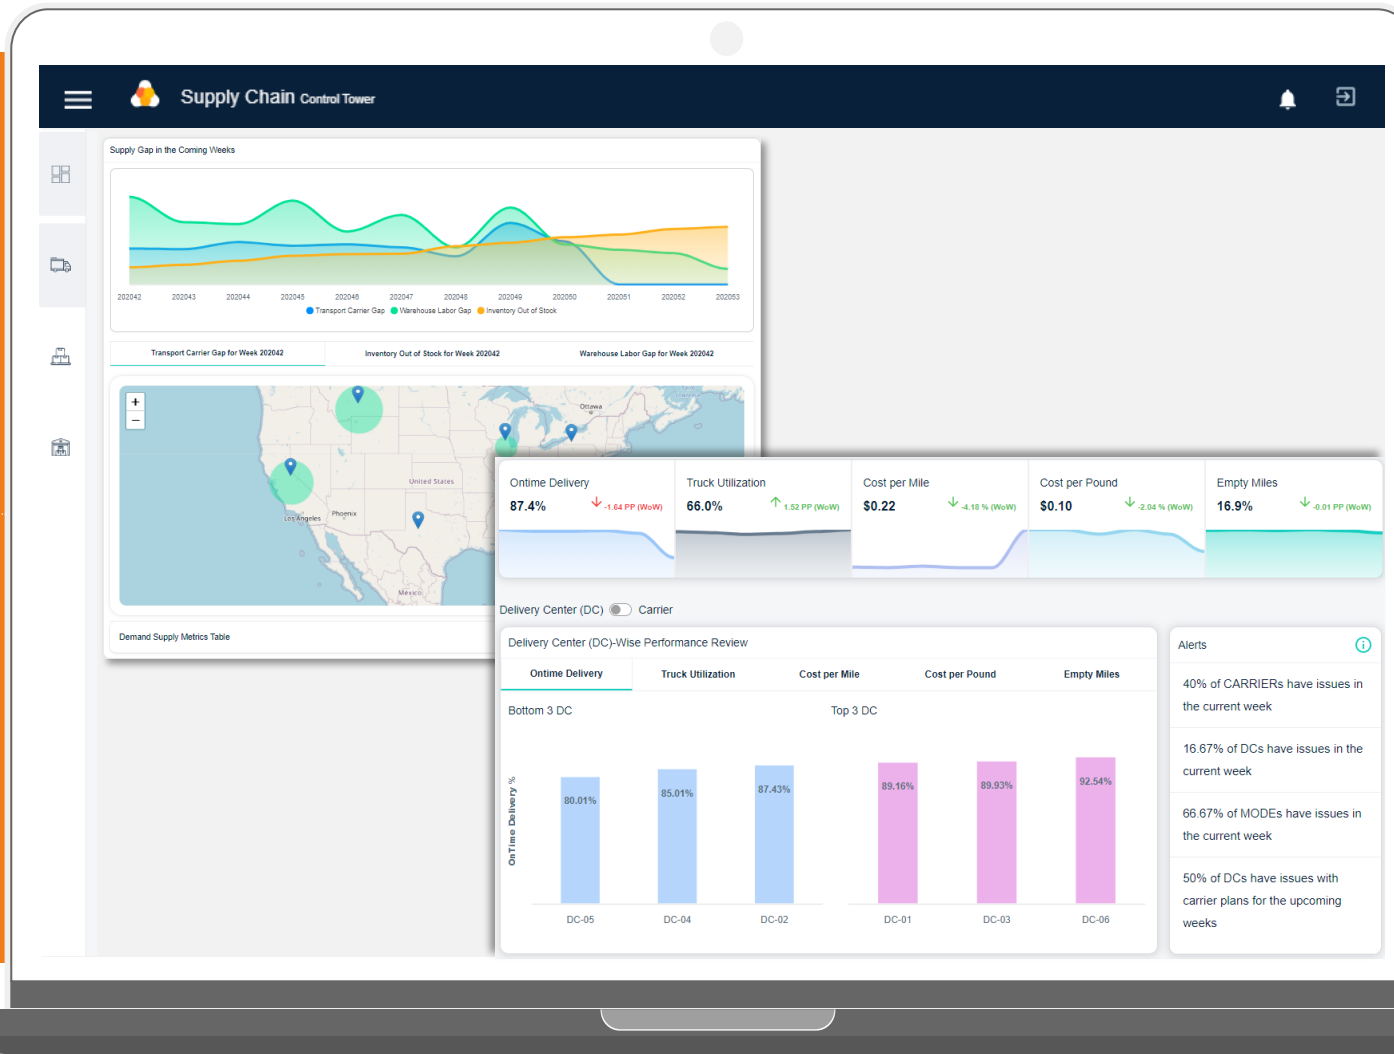 Supply Chain Control Tower
Supply Gap in the Coming Weeks
202042 202043 202044 202045 202046 202047 202048 202049 202050 202051 202052 202053
Transport Carrier Gap Warehouse Labor Gap Inventory Out of Stock
Transport Carrier Gap for Week 202042 Inventory Out of Stock for Week 202042 Warehouse Labor Gap for Week 202042
+
−
Ottawa
United States
Los Angeles Phoenix
México
Demand Supply Metrics Table
Ontime Delivery Truck Utilization Cost per Mile Cost per Pound Empty Miles
87.4% -1.64 PP (WoW) 66.0% 1.52 PP (WoW) $0.22 -4.18 % (WoW) $0.10 -2.04 % (WoW) 16.9% -0.01 PP (WoW)
Delivery Center (DC) Carrier
Delivery Center (DC)-Wise Performance Review
Ontime Delivery Truck Utilization Cost per Mile Cost per Pound Empty Miles
Bottom 3 DC Top 3 DC
OnTime Delivery %
80.01% 85.01% 87.43% 89.16% 89.93% 92.54%
DC-05 DC-04 DC-02 DC-01 DC-03 DC-06
Alerts
40% of CARRIERs have issues in
the current week
16.67% of DCs have issues in the
current week
66.67% of MODEs have issues in
the current week
50% of DCs have issues with
carrier plans for the upcoming
weeks